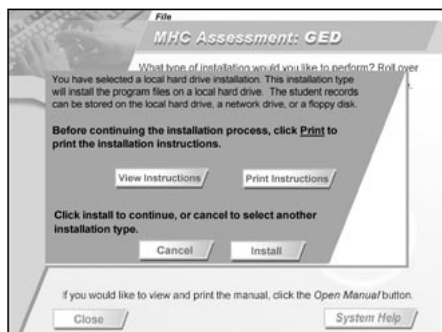 File
MHC Assessment: GED
What type of installation would you like to perform? Roll over
You have selected a local hard drive installation. This installation type
will install the program files on a local hard drive. The student records
can be stored on the local hard drive, a network drive, or a floppy disk.
Before continuing the installation process, click Print to
print the installation instructions.
View Instructions
Print Instructions
Click install to continue, or cancel to select another
installation type.
Cancel
Install
If you would like to view and print the manual, click the Open Manual button.
Close
System Help